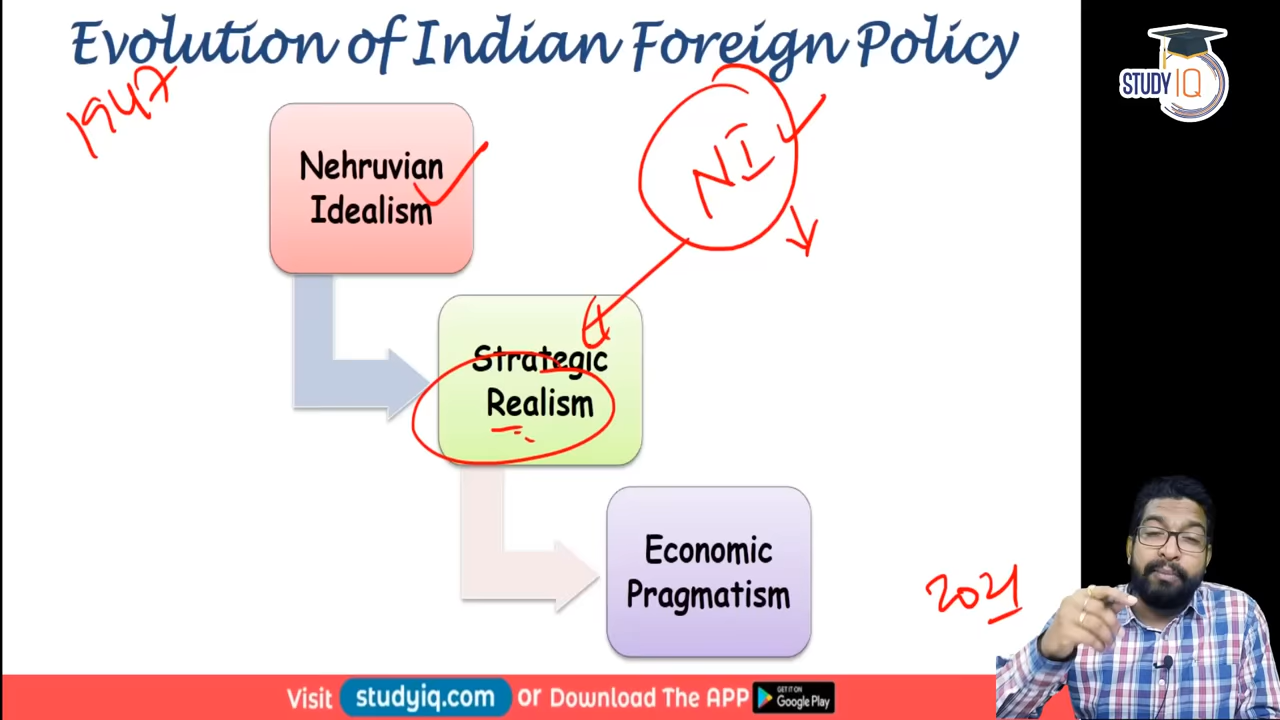 Evolution of Indian Foreign Policy
STUDY IQ
1947
Nehruvian
Idealism
NI
Strategic
Realism
Economic
Pragmatism
2021
Visit studyiq.com or Download The APP GET IT ON Google Play